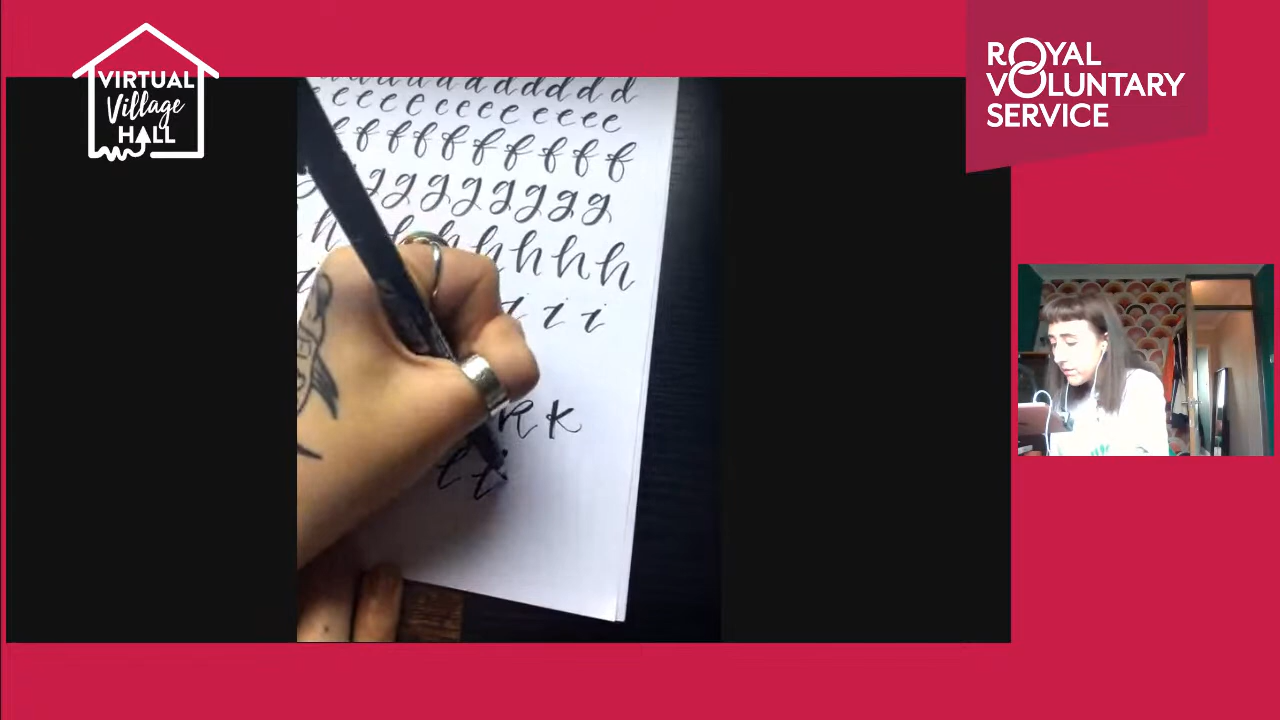 VIRTUAL
Village
HALL
ROYAL
VOLUNTARY
SERVICE
d d d d d
e e e e e e e e e e
f f f f f f f f f
g g g g g g g g
h h h h h
i i i
k k
l